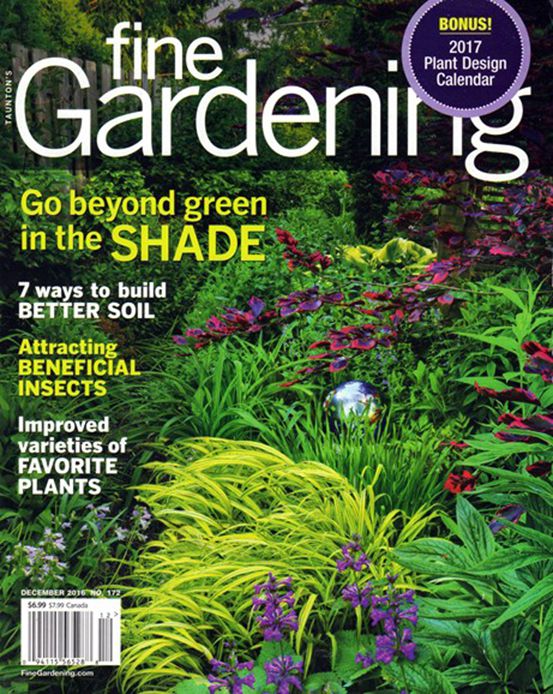 TAUNTON'S
fine
Gardening
BONUS!
2017
Plant Design
Calendar
Go beyond green
in the SHADE
7 ways to build
BETTER SOIL
Attracting
BENEFICIAL
INSECTS
Improved
varieties of
FAVORITE
PLANTS
DECEMBER 2016 NO. 172
$6.99 $7.99 Canada
12>
FineGardening.com